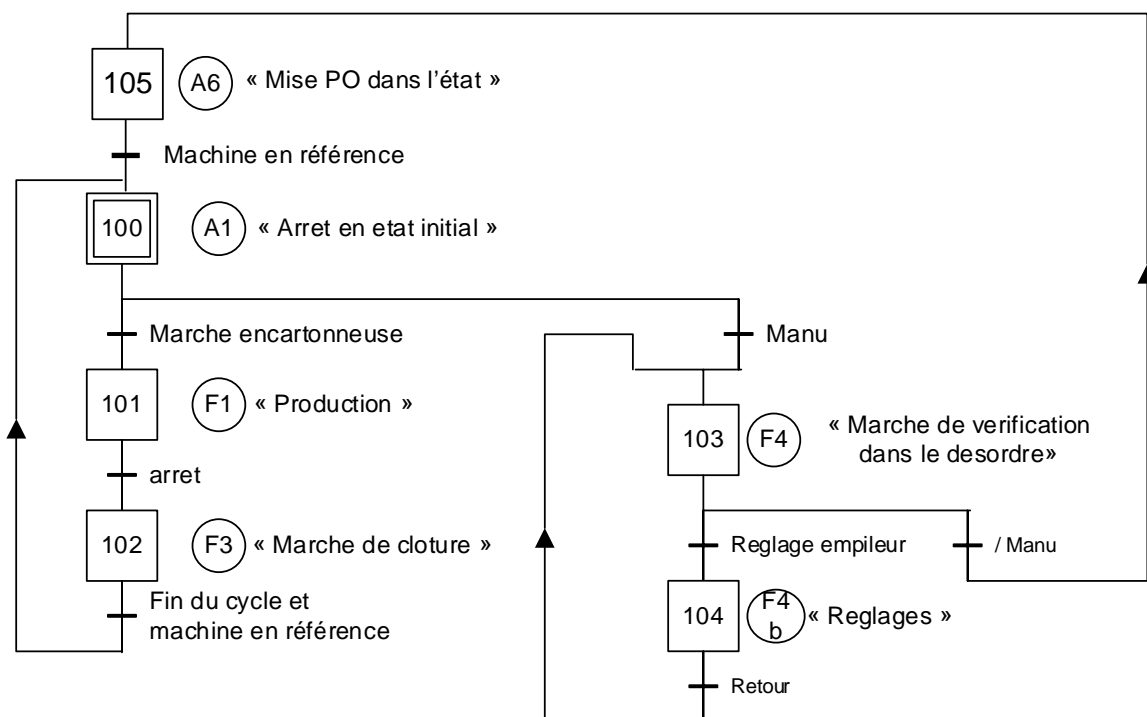 105
A6
« Mise PO dans l'état »
Machine en référence
100
A1
« Arret en etat initial »
Marche encartonneuse
Manu
101
F1
« Production »
103
F4
« Marche de verification
dans le desordre»
arret
102
F3
« Marche de cloture »
Reglage empileur
/ Manu
Fin du cycle et
machine en référence
104
F4
b
« Reglages »
Retour